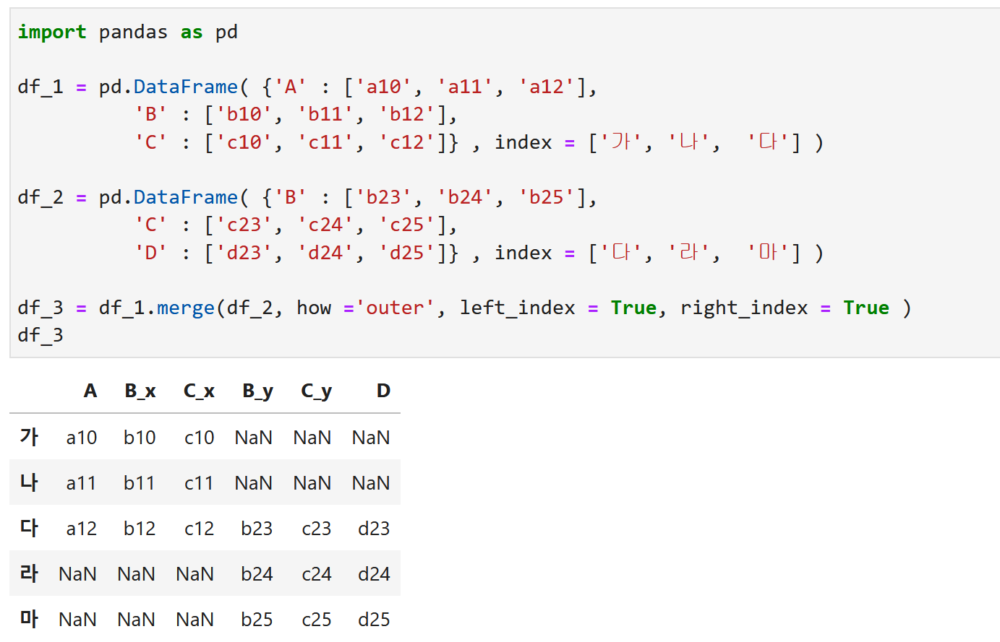 import pandas as pd
df_1 = pd.DataFrame( {'A' : ['a10', 'a11', 'a12'],
'B' : ['b10', 'b11', 'b12'],
'C' : ['c10', 'c11', 'c12']} , index = ['가', '나',  '다'] )
df_2 = pd.DataFrame( {'B' : ['b23', 'b24', 'b25'],
'C' : ['c23', 'c24', 'c25'],
'D' : ['d23', 'd24', 'd25']} , index = ['다', '라',  '마'] )
df_3 = df_1.merge(df_2, how ='outer', left_index = True, right_index = True )
df_3
A B_x C_x B_y C_y D
가 a10 b10 c10 NaN NaN NaN
나 a11 b11 c11 NaN NaN NaN
다 a12 b12 c12 b23 c23 d23
라 NaN NaN NaN b24 c24 d24
마 NaN NaN NaN b25 c25 d25